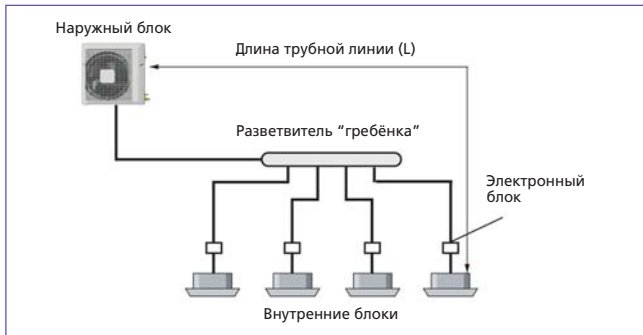 Наружный блок
Длина трубной линии (L)
Разветвитель “гребёнка”
Электронный
блок
Внутренние блоки